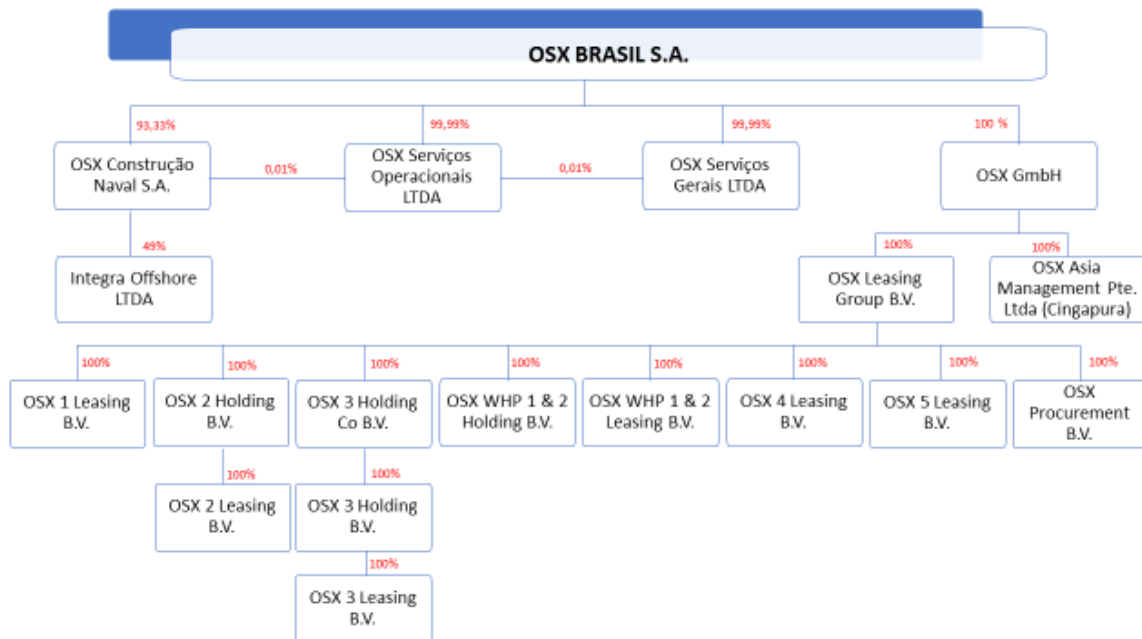 OSX BRASIL S.A.
93,33%
99,99%
99,99%
100 %
OSX Construção
Naval S.A.
0,01%
OSX Serviços
Operacionais
LTDA
0,01%
OSX Serviços
Gerais LTDA
OSX GmbH
49%
100%
100%
Integra Offshore
LTDA
OSX Leasing
Group B.V.
OSX Asia
Management Pte.
Ltda (Cingapura)
100%
100%
100%
100%
100%
100%
100%
100%
OSX 1 Leasing
B.V.
OSX 2 Holding
B.V.
OSX 3 Holding
Co B.V.
OSX WHP 1 & 2
Holding B.V.
OSX WHP 1 & 2
Leasing B.V.
OSX 4 Leasing
B.V.
OSX 5 Leasing
B.V.
OSX
Procurement
B.V.
100%
100%
OSX 2 Leasing
B.V.
OSX 3 Holding
B.V.
100%
OSX 3 Leasing
B.V.